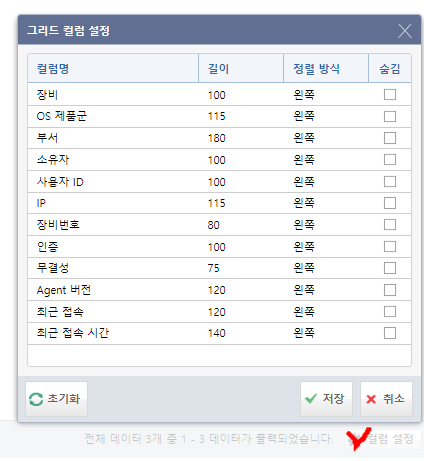 그리드 컬럼 설정
컬럼명 길이 정렬 방식 숨김
장비 100 왼쪽
OS 제품군 115 왼쪽
부서 180 왼쪽
소유자 100 왼쪽
사용자 ID 100 왼쪽
IP 115 왼쪽
장비번호 80 왼쪽
인증 100 왼쪽
무결성 75 왼쪽
Agent 버전 120 왼쪽
최근 접속 120 왼쪽
최근 접속 시간 140 왼쪽
초기화 저장 취소
전체 데이터 3개 중 1 - 3 데이터가 출력되었습니다. 컬럼 설정